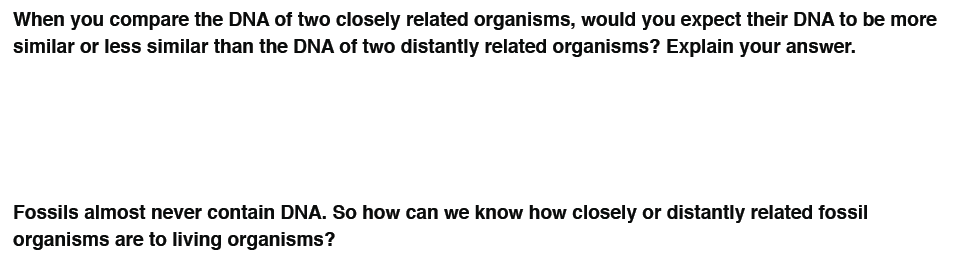 When you compare the DNA of two closely related organisms, would you expect their DNA to be more
similar or less similar than the DNA of two distantly related organisms? Explain your answer.
Fossils almost never contain DNA. So how can we know how closely or distantly related fossil
organisms are to living organisms?